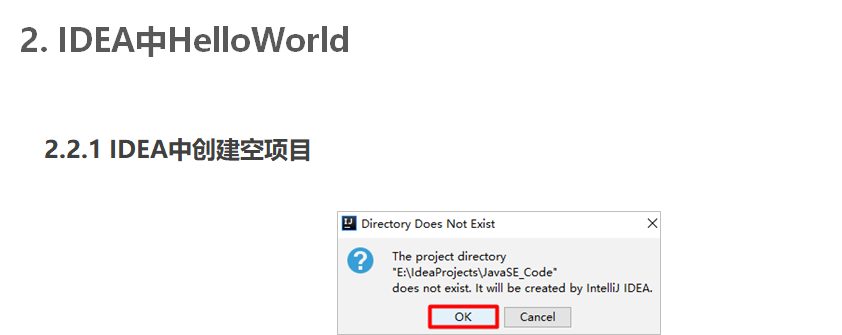 2. IDEA中HelloWorld
2.2.1 IDEA中创建空项目
Directory Does Not Exist
The project directory
"E:\IdeaProjects\JavaSE_Code"
does not exist. It will be created by IntelliJ IDEA.
OK Cancel